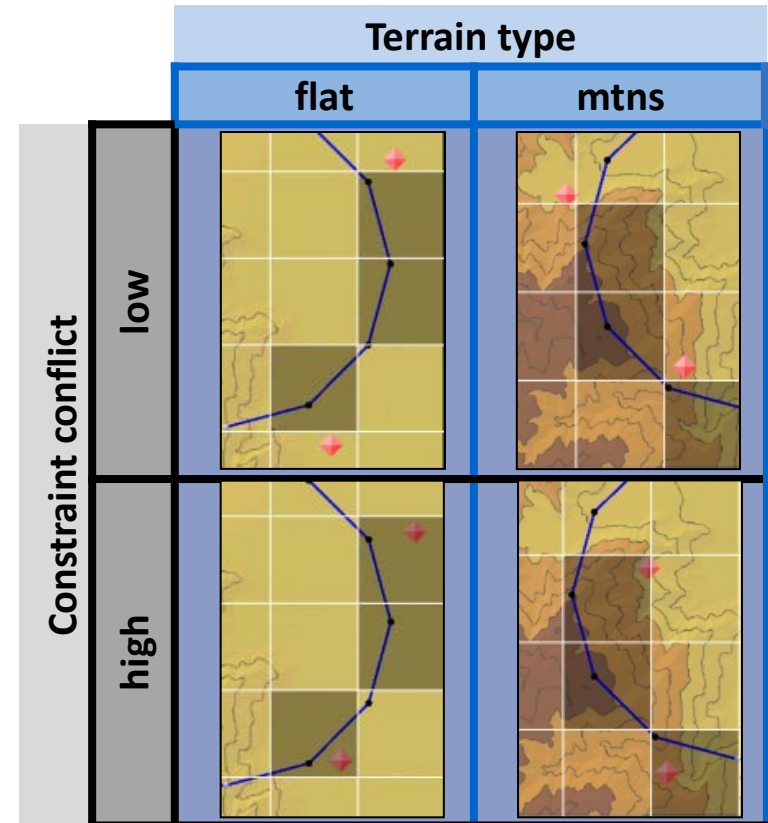 Terrain type
flat
mtns
Constraint conflict
low
high